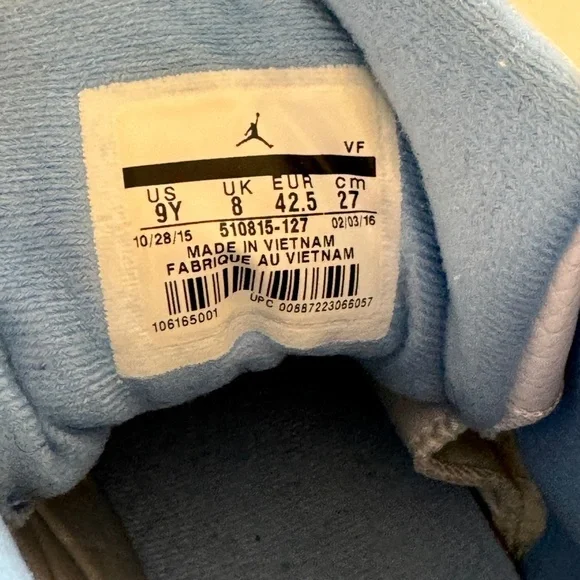 VF
US UK EUR cm
9Y 8 42.5 27
10/28/15 510815-127 02/03/16
MADE IN VIETNAM
FABRIQUE AU VIETNAM
106165001 UPC 00887223066057